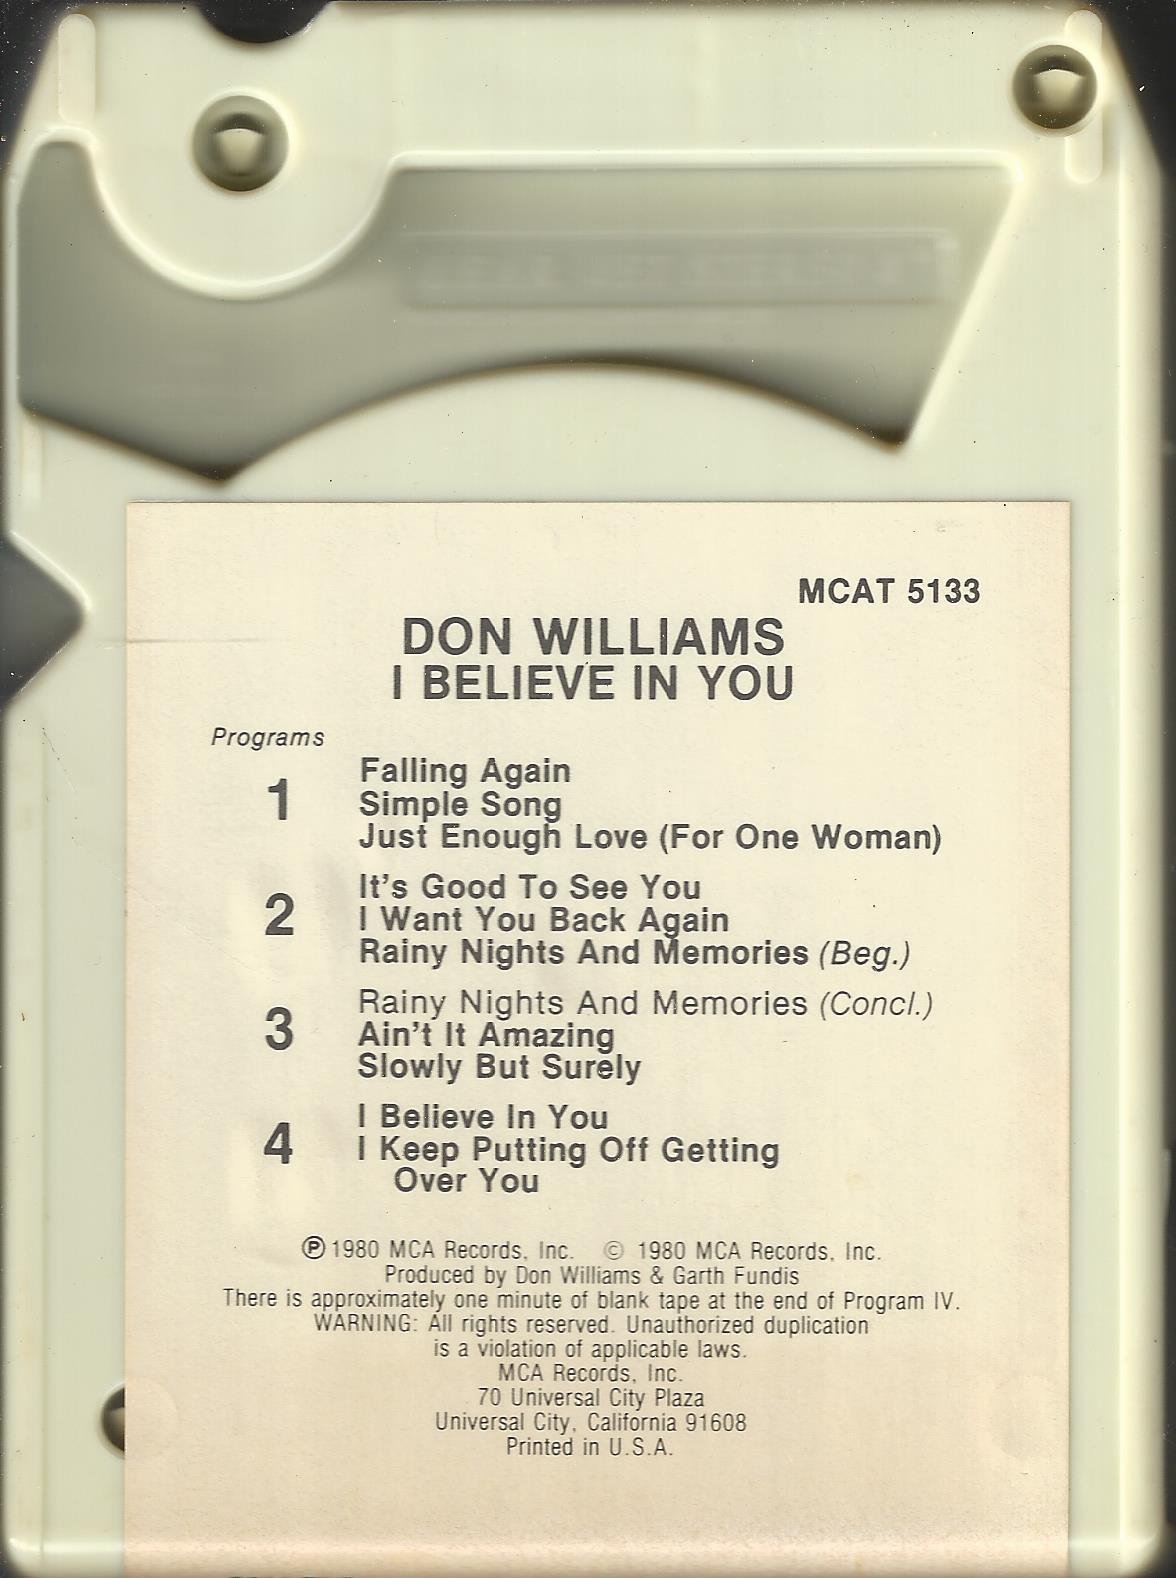 MCAT 5133
DON WILLIAMS
I BELIEVE IN YOU
Programs
1
Falling Again
Simple Song
Just Enough Love (For One Woman)
2
It's Good To See You
I Want You Back Again
Rainy Nights And Memories (Beg.)
3
Rainy Nights And Memories (Concl.)
Ain't It Amazing
Slowly But Surely
4
I Believe In You
I Keep Putting Off Getting
Over You
℗ 1980 MCA Records, Inc. © 1980 MCA Records, Inc.
Produced by Don Williams & Garth Fundis
There is approximately one minute of blank tape at the end of Program IV.
WARNING: All rights reserved. Unauthorized duplication
is a violation of applicable laws.
MCA Records, Inc.
70 Universal City Plaza
Universal City, California 91608
Printed in U.S.A.